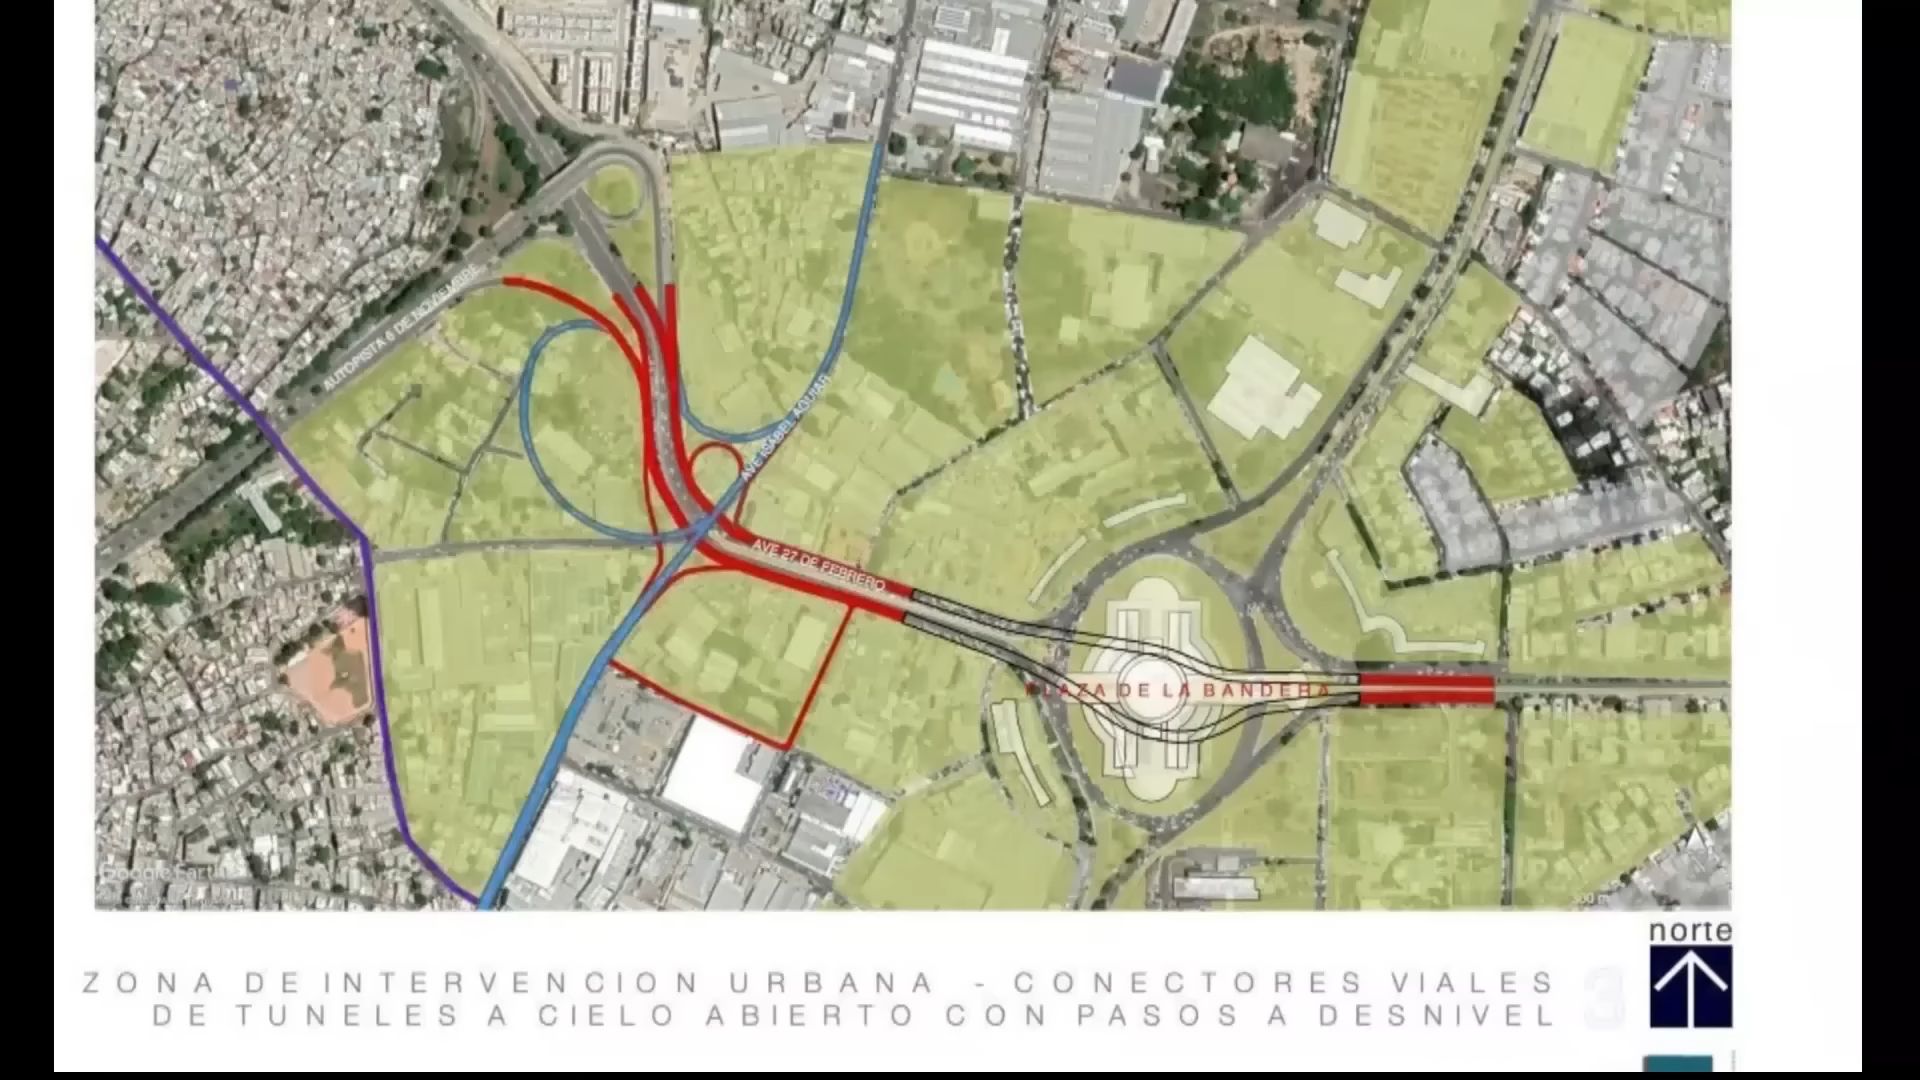 AUTOPISTA 6 DE NOVIEMBRE
AVE ISABEL AGUIAR
AVE 27 DE FEBRERO
PLAZA DE LA BANDERA
Google Earth
norte
ZONA DE INTERVENCION URBANA - CONECTORES VIALES 3
DE TUNELES A CIELO ABIERTO CON PASOS A DESNIVEL